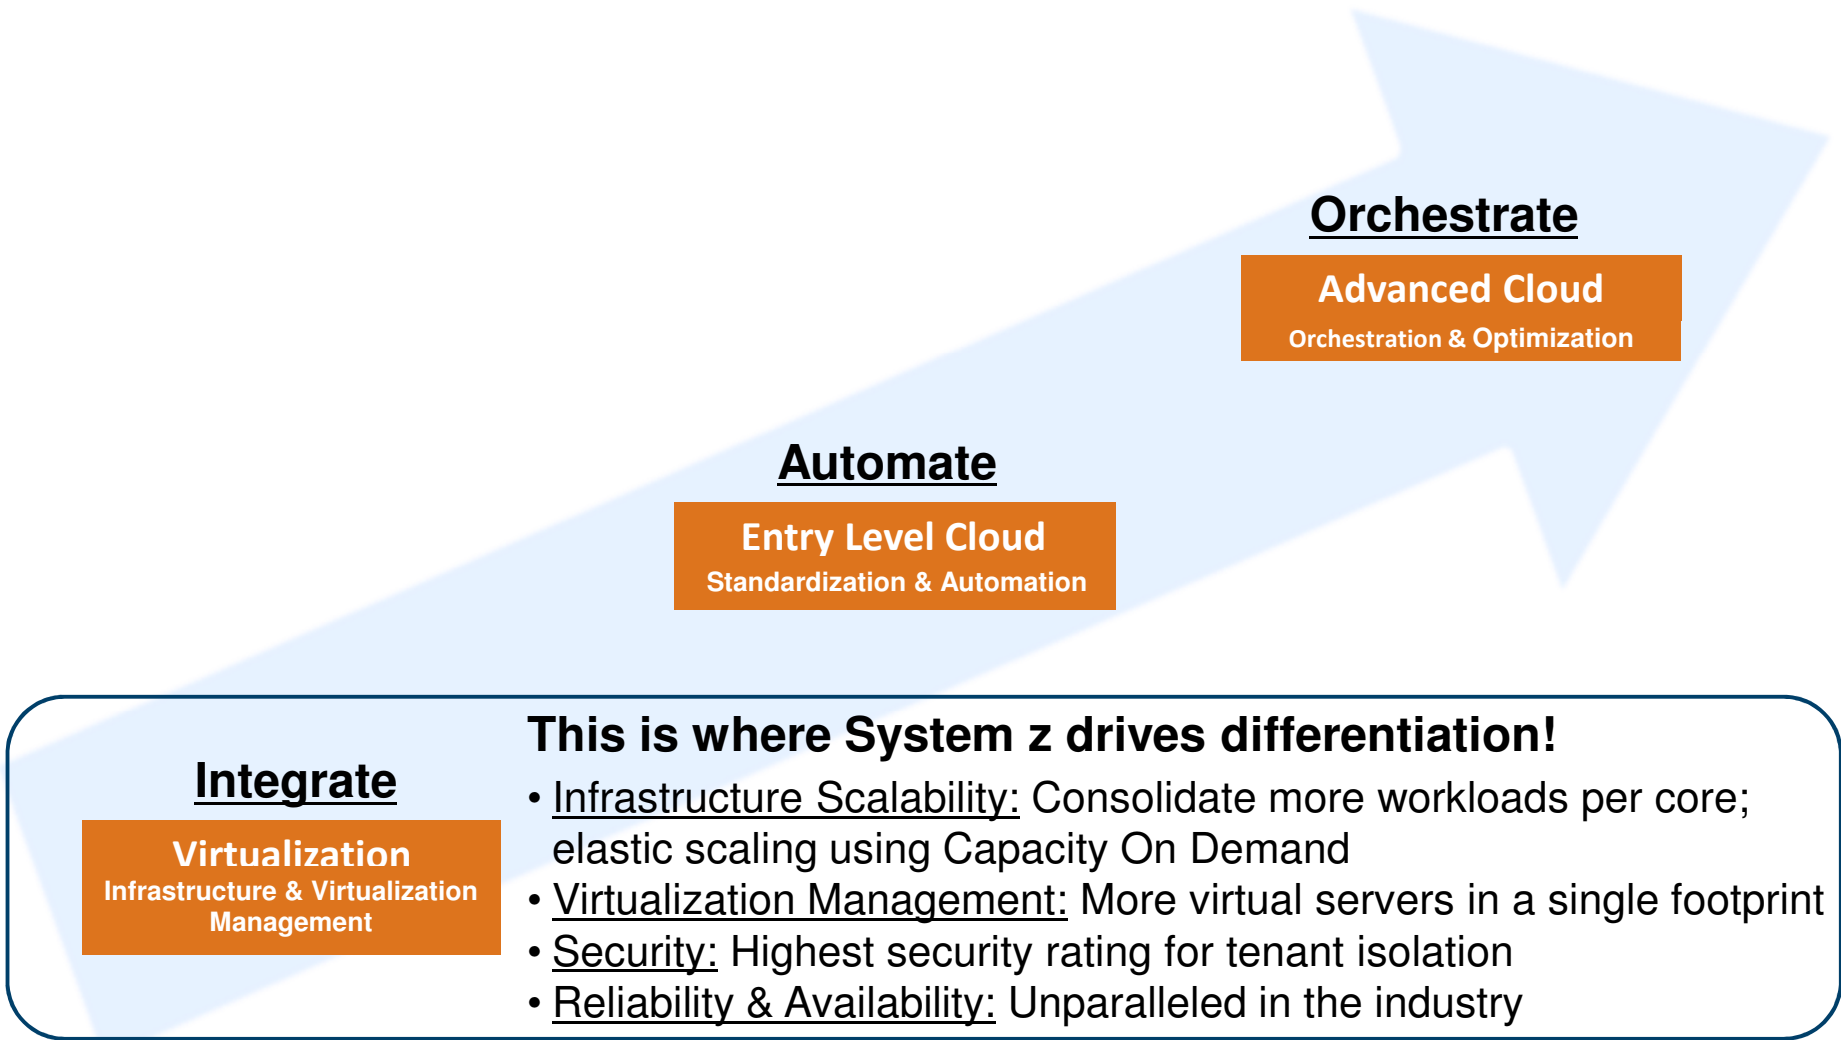 Orchestrate
Advanced Cloud
Orchestration & Optimization
Automate
Entry Level Cloud
Standardization & Automation
Integrate
Virtualization
Infrastructure & Virtualization
Management
This is where System z drives differentiation!
• Infrastructure Scalability: Consolidate more workloads per core;
elastic scaling using Capacity On Demand
• Virtualization Management: More virtual servers in a single footprint
• Security: Highest security rating for tenant isolation
• Reliability & Availability: Unparalleled in the industry